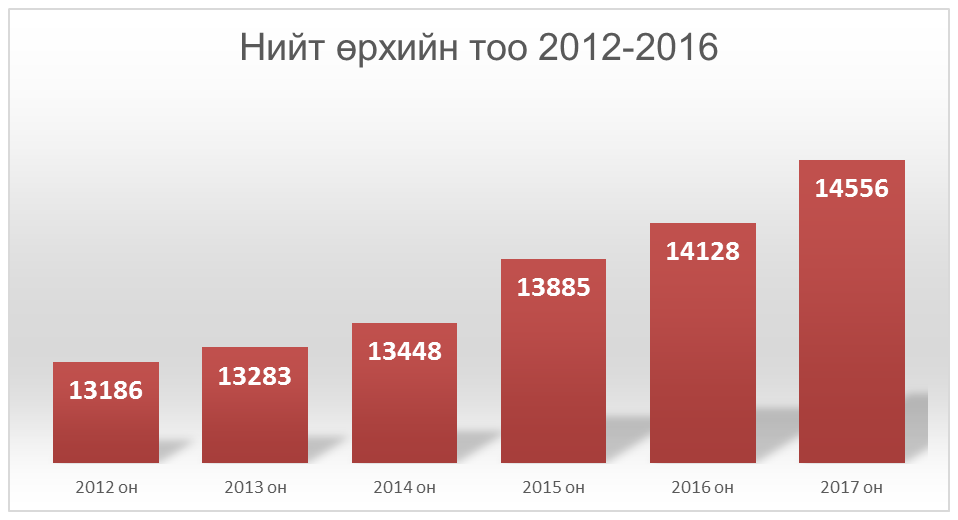 Нийт өрхийн тоо 2012-2016
14556
14128
13885
13448
13283
13186
2012 он
2013 он
2014 он
2015 он
2016 он
2017 он